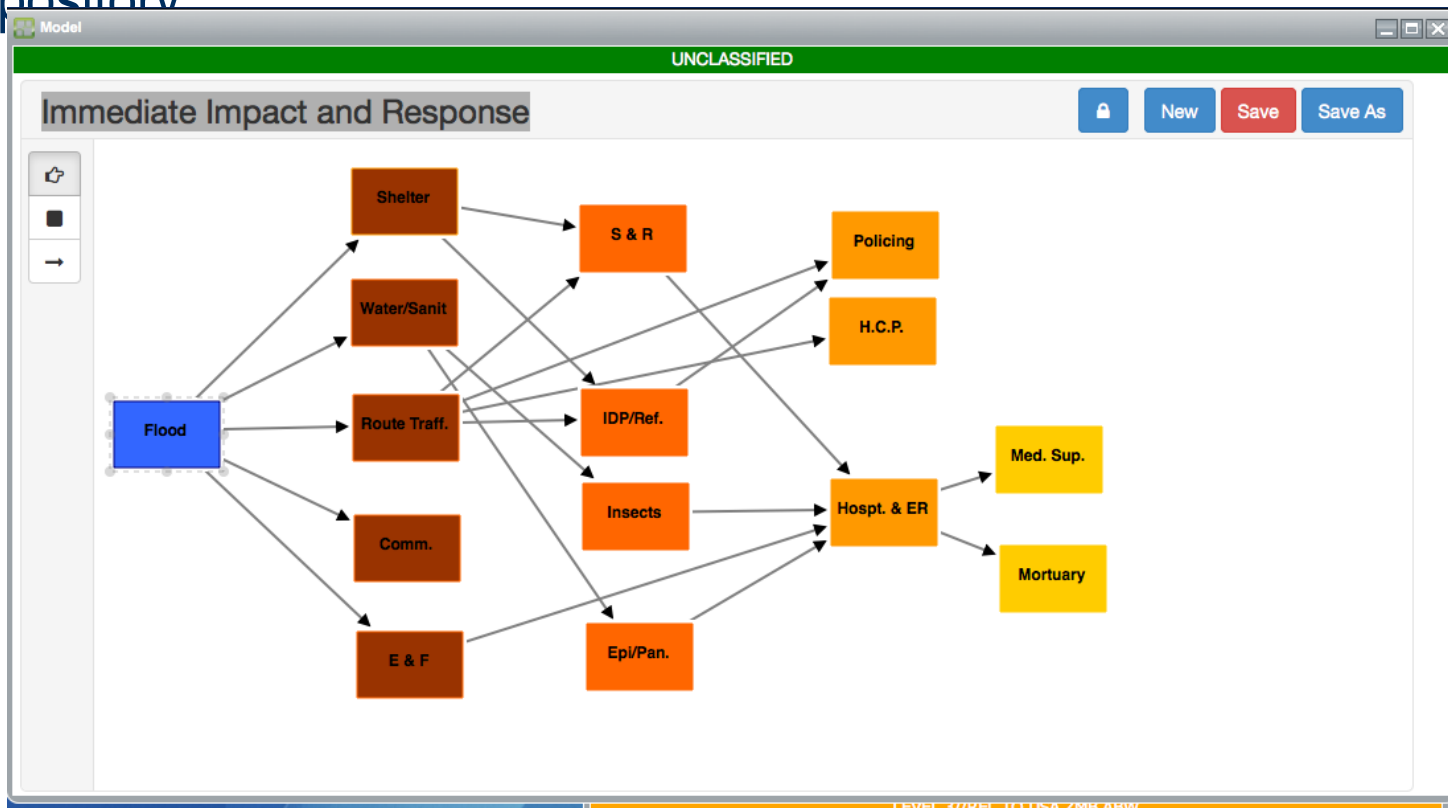 pository
Model
UNCLASSIFIED
Immediate Impact and Response
New
Save
Save As
Shelter
S & R
Policing
Water/Sanit
H.C.P.
Flood
Route Traff.
IDP/Ref.
Med. Sup.
Insects
Hospt. & ER
Comm.
Mortuary
E & F
Epi/Pan.